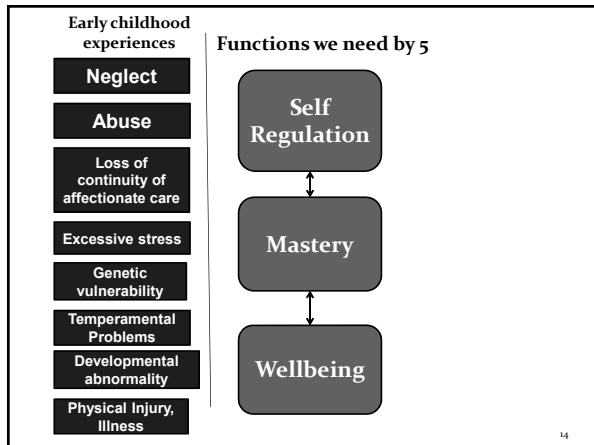 Early childhood
experiences
Neglect
Abuse
Loss of
continuity of
affectionate care
Excessive stress
Genetic
vulnerability
Temperamental
Problems
Developmental
abnormality
Physical Injury,
Illness
Functions we need by 5
Self
Regulation
Mastery
Wellbeing
14